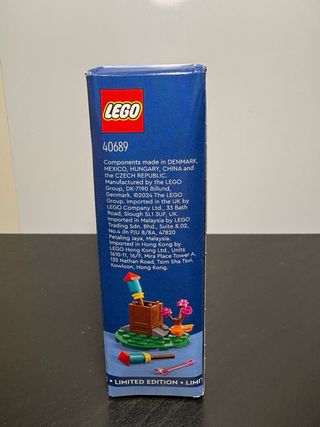 LEGO
40689
Components made in DENMARK,
MEXICO, HUNGARY, CHINA and
the CZECH REPUBLIC.
Manufactured by the LEGO
Group, DK-7190 Billund,
Denmark. ©2024 The LEGO
Group. Imported in the UK by
LEGO Company Ltd., 33 Bath
Road, Slough SL1 3UF, UK.
Imported in Malaysia by LEGO
Trading Sdn. Bhd., Suite 8.02,
No.4 Jln PJU 8/8A, 47820
Petaling Jaya, Malaysia.
Imported in Hong Kong by
LEGO Hong Kong Ltd., Units
1610-11, 16/F, Mira Place Tower A,
132 Nathan Road, Tsim Sha Tsui,
Kowloon, Hong Kong.
• LIMITED EDITION • LIMI